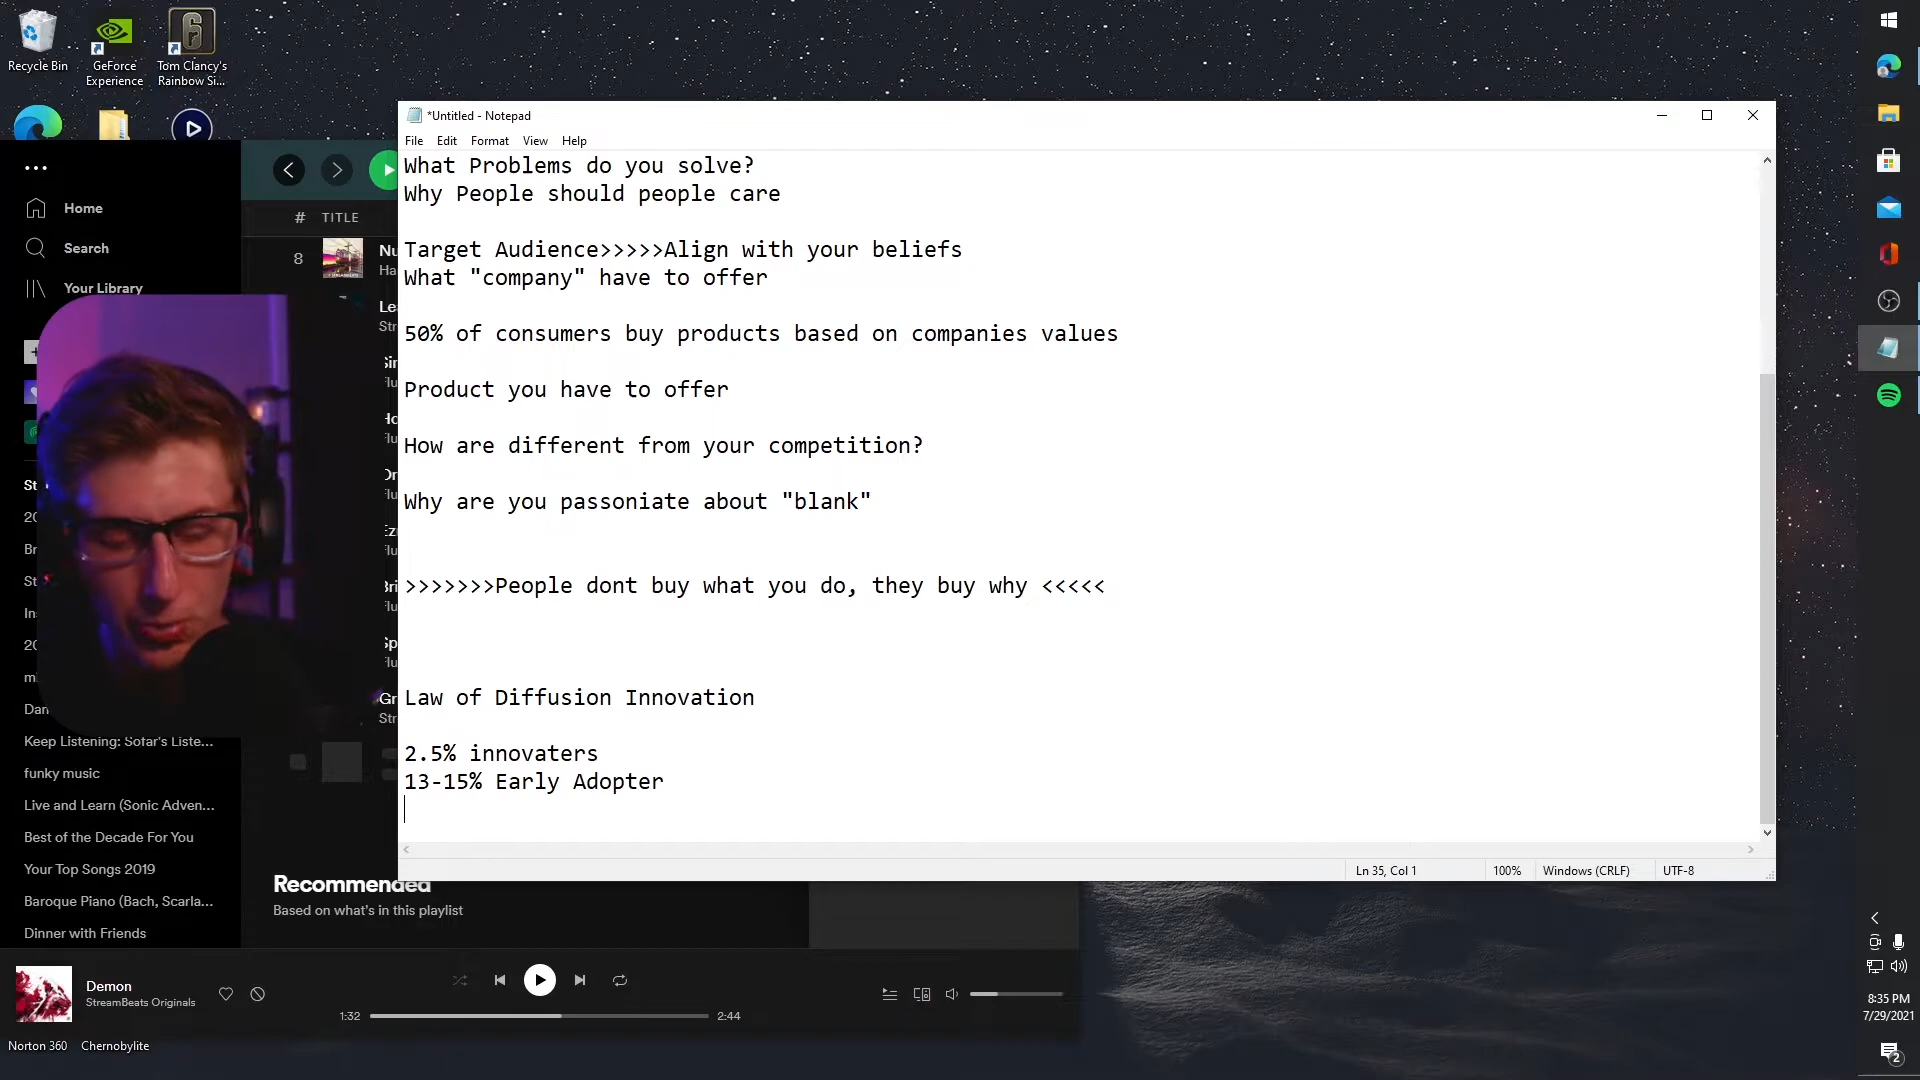 Recycle Bin
GeForce Experience
Tom Clancy's Rainbow Si...
*Untitled - Notepad
File Edit Format View Help
What Problems do you solve?
Why People should people care
Target Audience>>>>>Align with your beliefs
What "company" have to offer
50% of consumers buy products based on companies values
Product you have to offer
How are different from your competition?
Why are you passoniate about "blank"
>>>>>>>People dont buy what you do, they buy why <<<<<
Law of Diffusion Innovation
2.5% innovaters
13-15% Early Adopter
Ln 35, Col 1 100% Windows (CRLF) UTF-8
Home
Search
Your Library
# TITLE
8
Keep Listening: Sofar's Liste...
funky music
Live and Learn (Sonic Adven...
Best of the Decade For You
Your Top Songs 2019
Baroque Piano (Bach, Scarla...
Dinner with Friends
Recommended
Based on what's in this playlist
Demon
StreamBeats Originals
1:32 2:44
Norton 360 Chernobylite
8:35 PM
7/29/2021
2